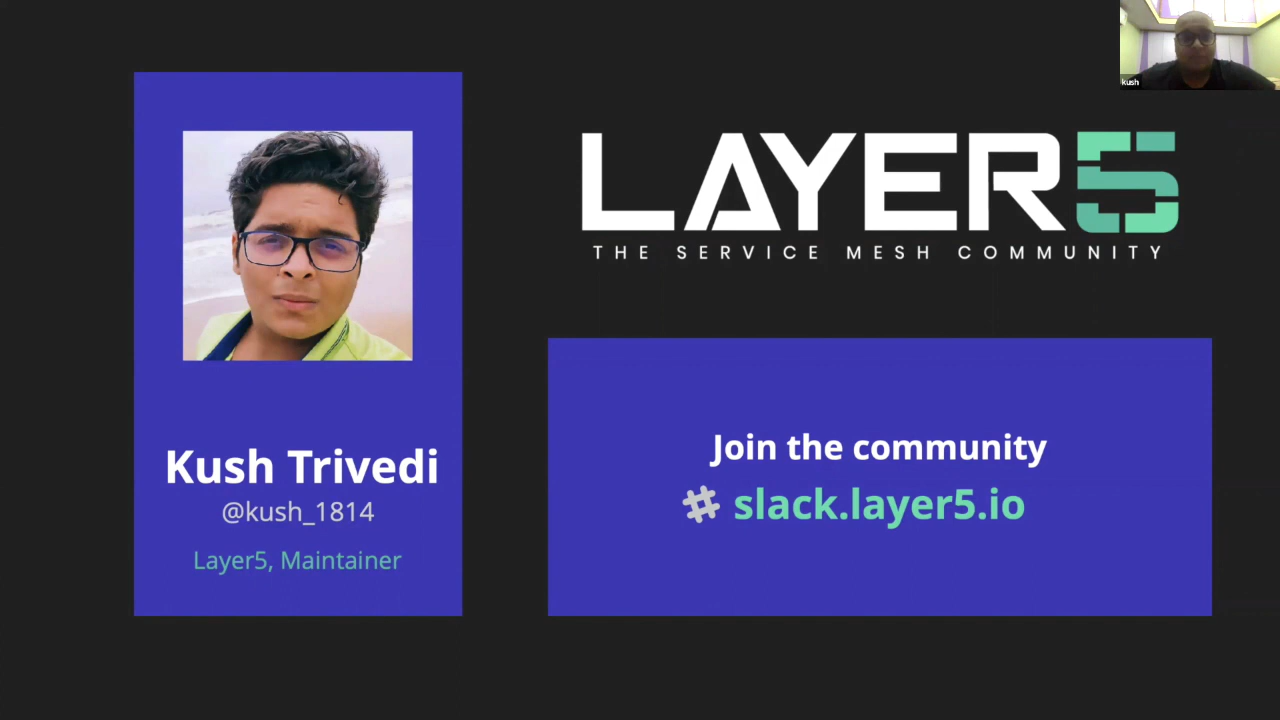 kush
LAYER5
THE SERVICE MESH COMMUNITY
Kush Trivedi
@kush_1814
Layer5, Maintainer
Join the community
# slack.layer5.io